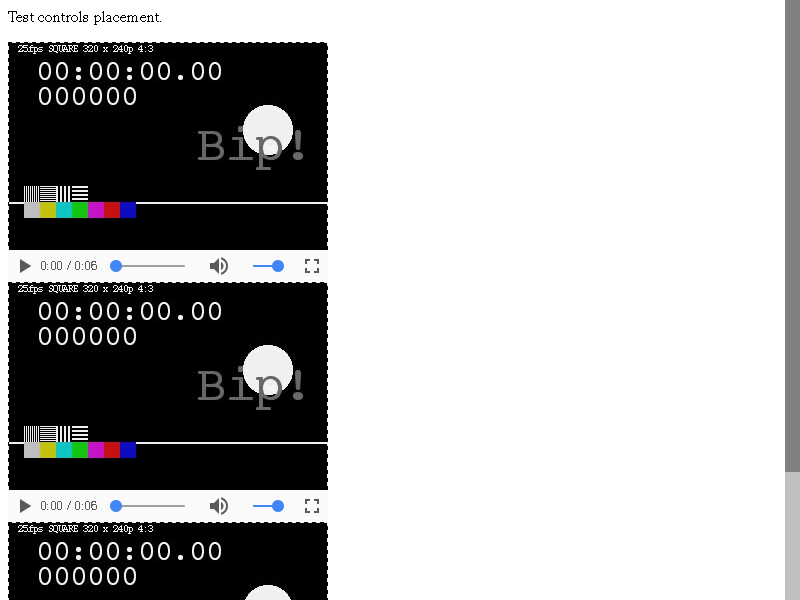 Test controls placement.
25fps SQUARE 320 x 240p 4:3
00:00:00.00
000000
Bip!
0:00 / 0:06
25fps SQUARE 320 x 240p 4:3
00:00:00.00
000000
Bip!
0:00 / 0:06
25fps SQUARE 320 x 240p 4:3
00:00:00.00
000000